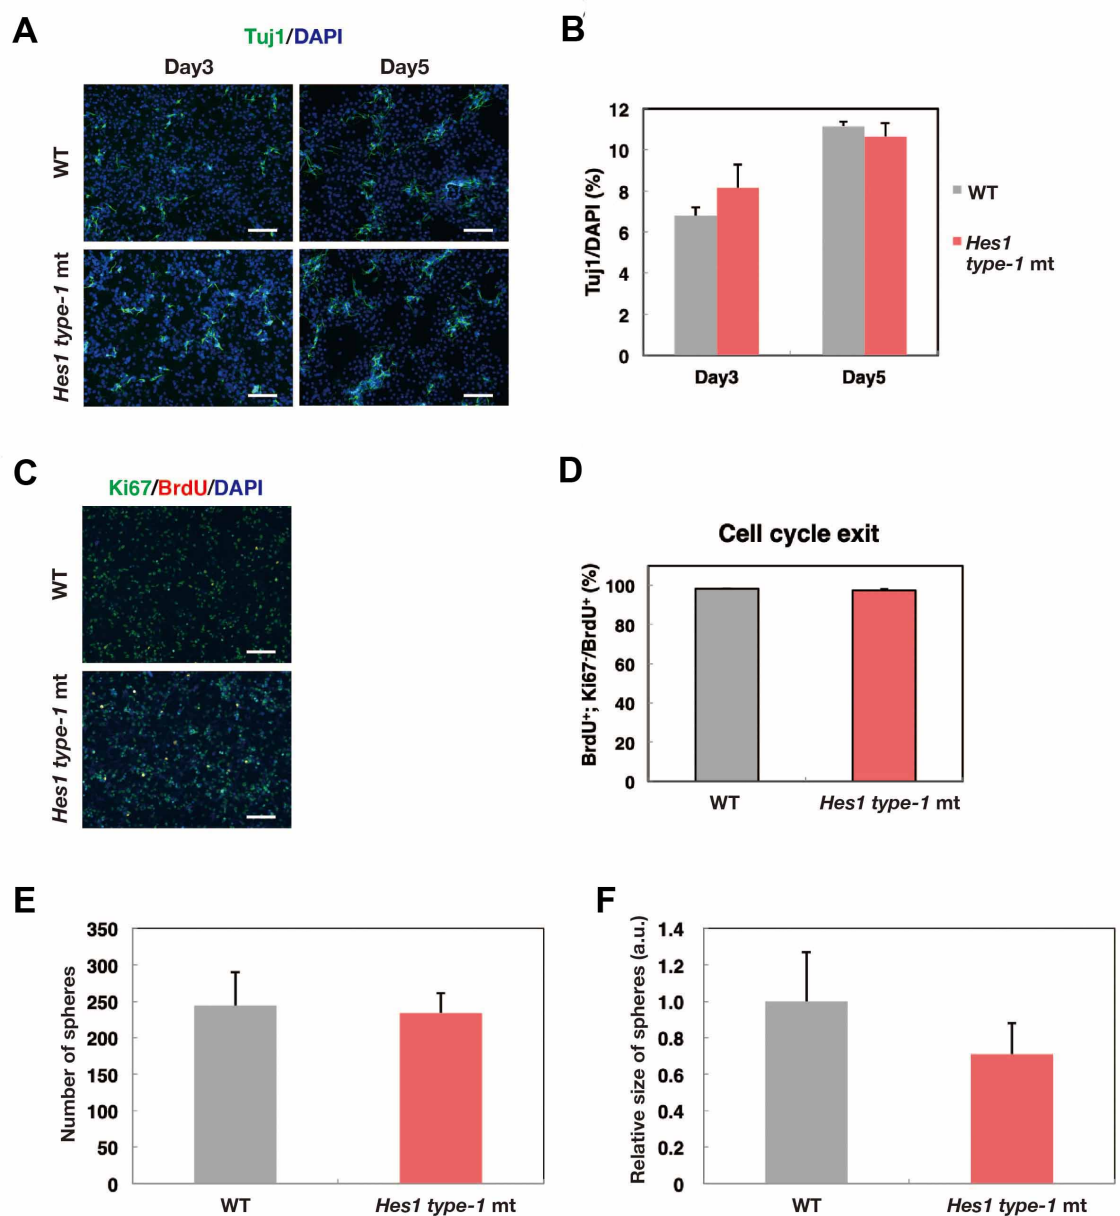 A
Tuj1/DAPI
Day3
Day5
WT
Hes1 type-1 mt
B
Tuj1/DAPI (%)
12
10
8
6
4
2
0
Day3
Day5
WT
Hes1
type-1 mt
C
Ki67/BrdU/DAPI
WT
Hes1 type-1 mt
D
Cell cycle exit
BrdU⁺; Ki67⁻/BrdU⁺ (%)
100
80
60
40
20
0
WT
Hes1 type-1 mt
E
Number of spheres
350
300
250
200
150
100
50
0
WT
Hes1 type-1 mt
F
Relative size of spheres (a.u.)
1.4
1.2
1.0
0.8
0.6
0.4
0.2
0
WT
Hes1 type-1 mt